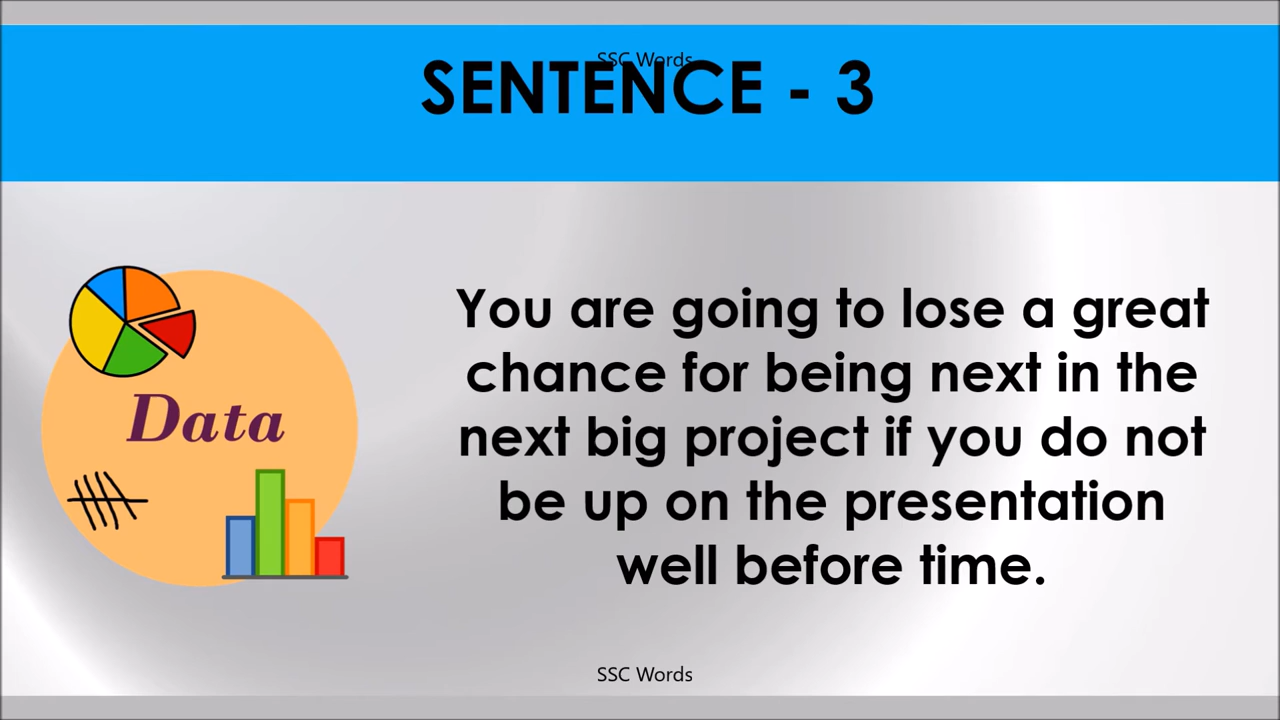 SSC Words
SENTENCE - 3
Data
You are going to lose a great
chance for being next in the
next big project if you do not
be up on the presentation
well before time.
SSC Words